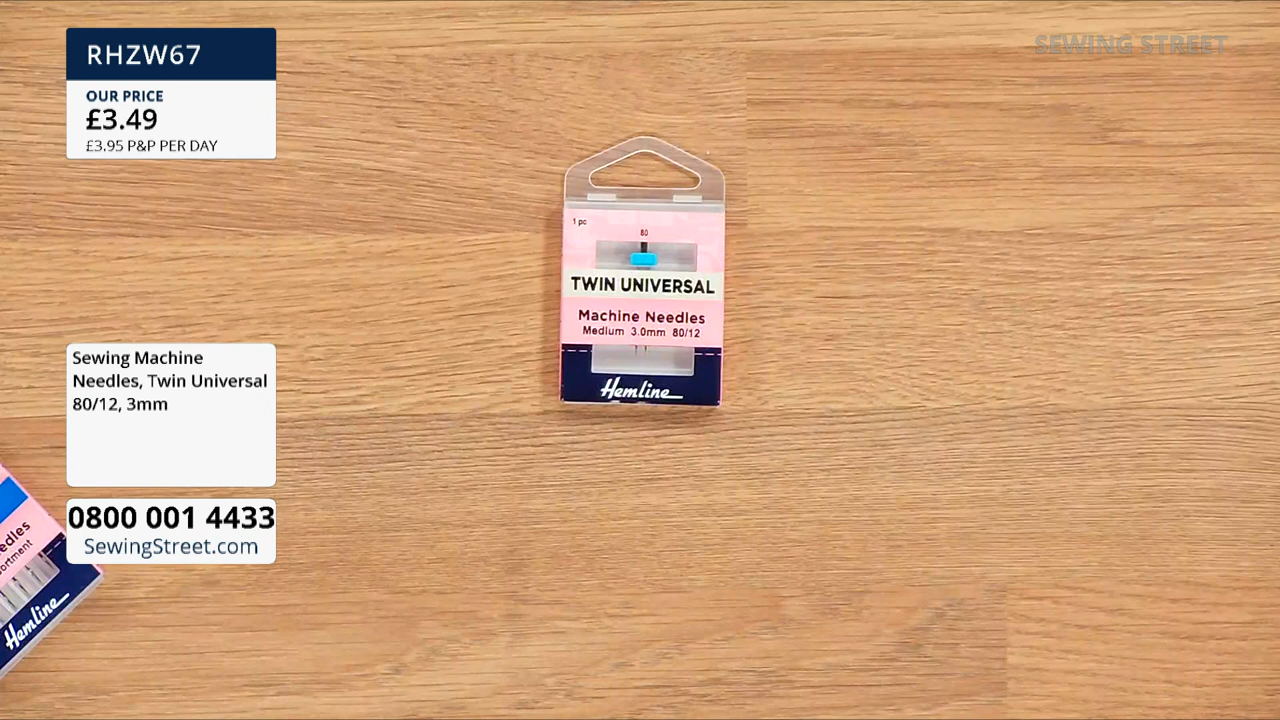 RHZW67
OUR PRICE
£3.49
£3.95 P&P PER DAY
SEWING STREET
1 pc
80
TWIN UNIVERSAL
Machine Needles
Medium 3.0mm 80/12
Hemline
Sewing Machine
Needles, Twin Universal
80/12, 3mm
0800 001 4433
SewingStreet.com
Hemline